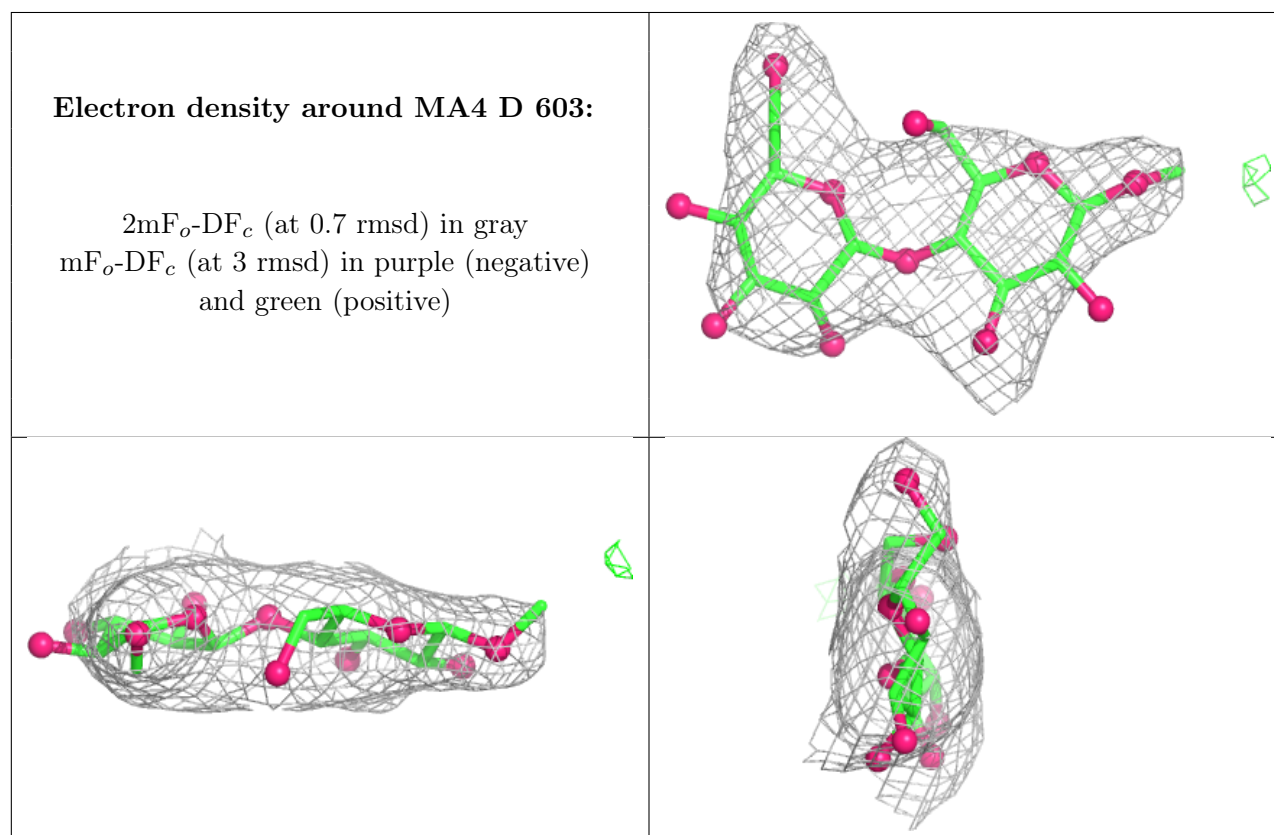 Electron density around MA4 D 603:
2mFo-DFc (at 0.7 rmsd) in gray
mFo-DFc (at 3 rmsd) in purple (negative)
and green (positive)